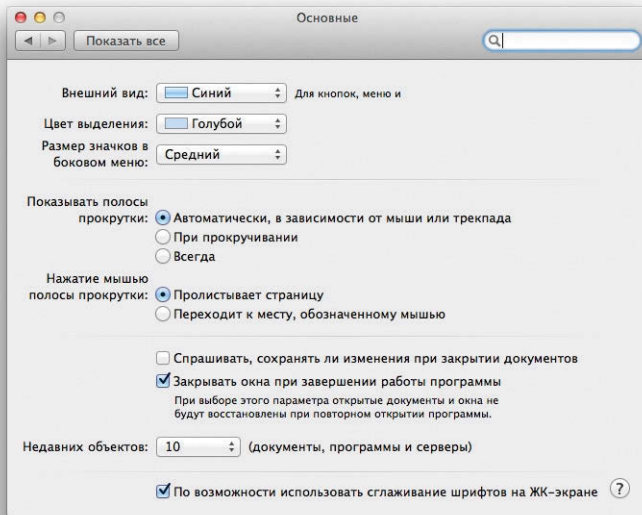 Основные
Показать все
Внешний вид: Синий Для кнопок, меню и
Цвет выделения: Голубой
Размер значков в
боковом меню: Средний
Показывать полосы
прокрутки: Автоматически, в зависимости от мыши или трекпада
При прокручивании
Всегда
Нажатие мышью
полосы прокрутки: Пролистывает страницу
Переходит к месту, обозначенному мышью
Спрашивать, сохранять ли изменения при закрытии документов
Закрывать окна при завершении работы программы
При выборе этого параметра открытые документы и окна не
будут восстановлены при повторном открытии программы.
Недавних объектов: 10 (документы, программы и серверы)
По возможности использовать сглаживание шрифтов на ЖК-экране ?